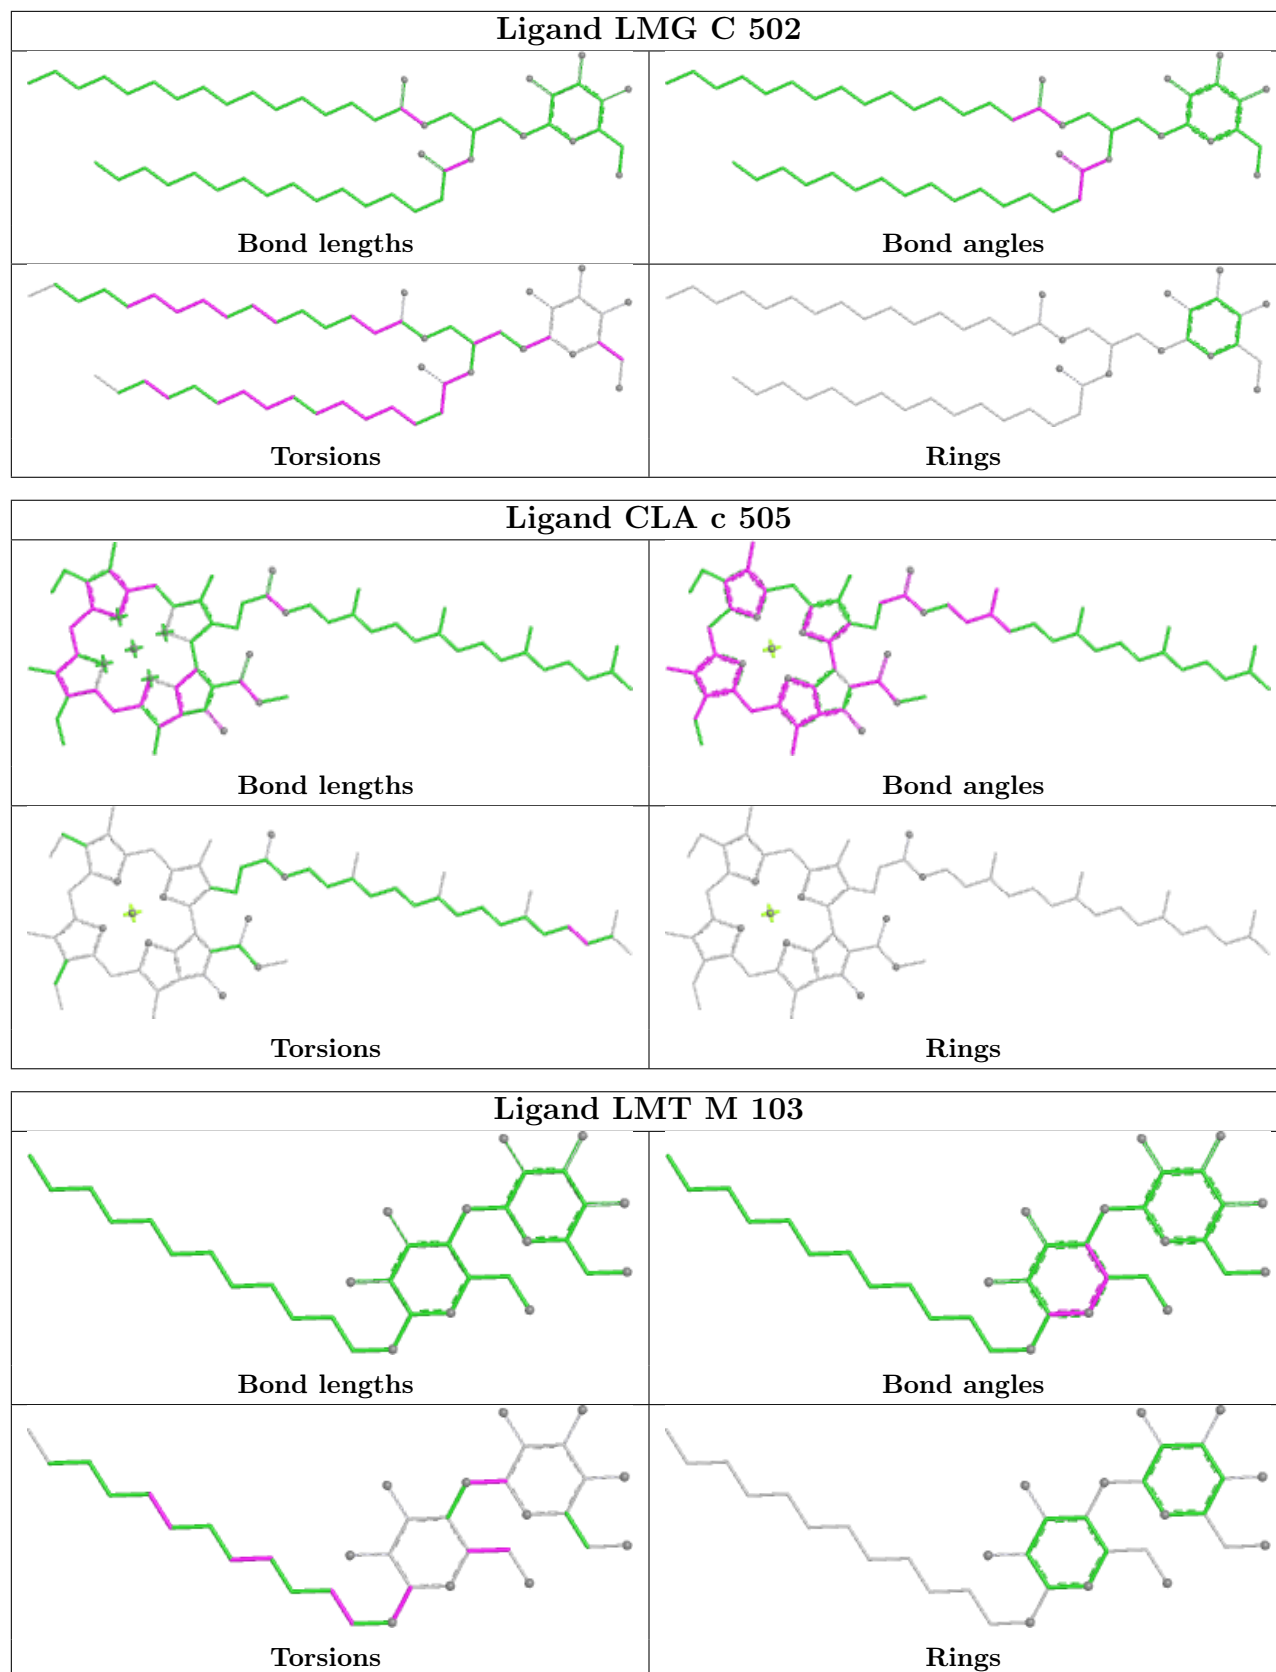 Ligand LMG C 502
Bond lengths
Bond angles
Torsions
Rings
Ligand CLA c 505
Bond lengths
Bond angles
Torsions
Rings
Ligand LMT M 103
Bond lengths
Bond angles
Torsions
Rings